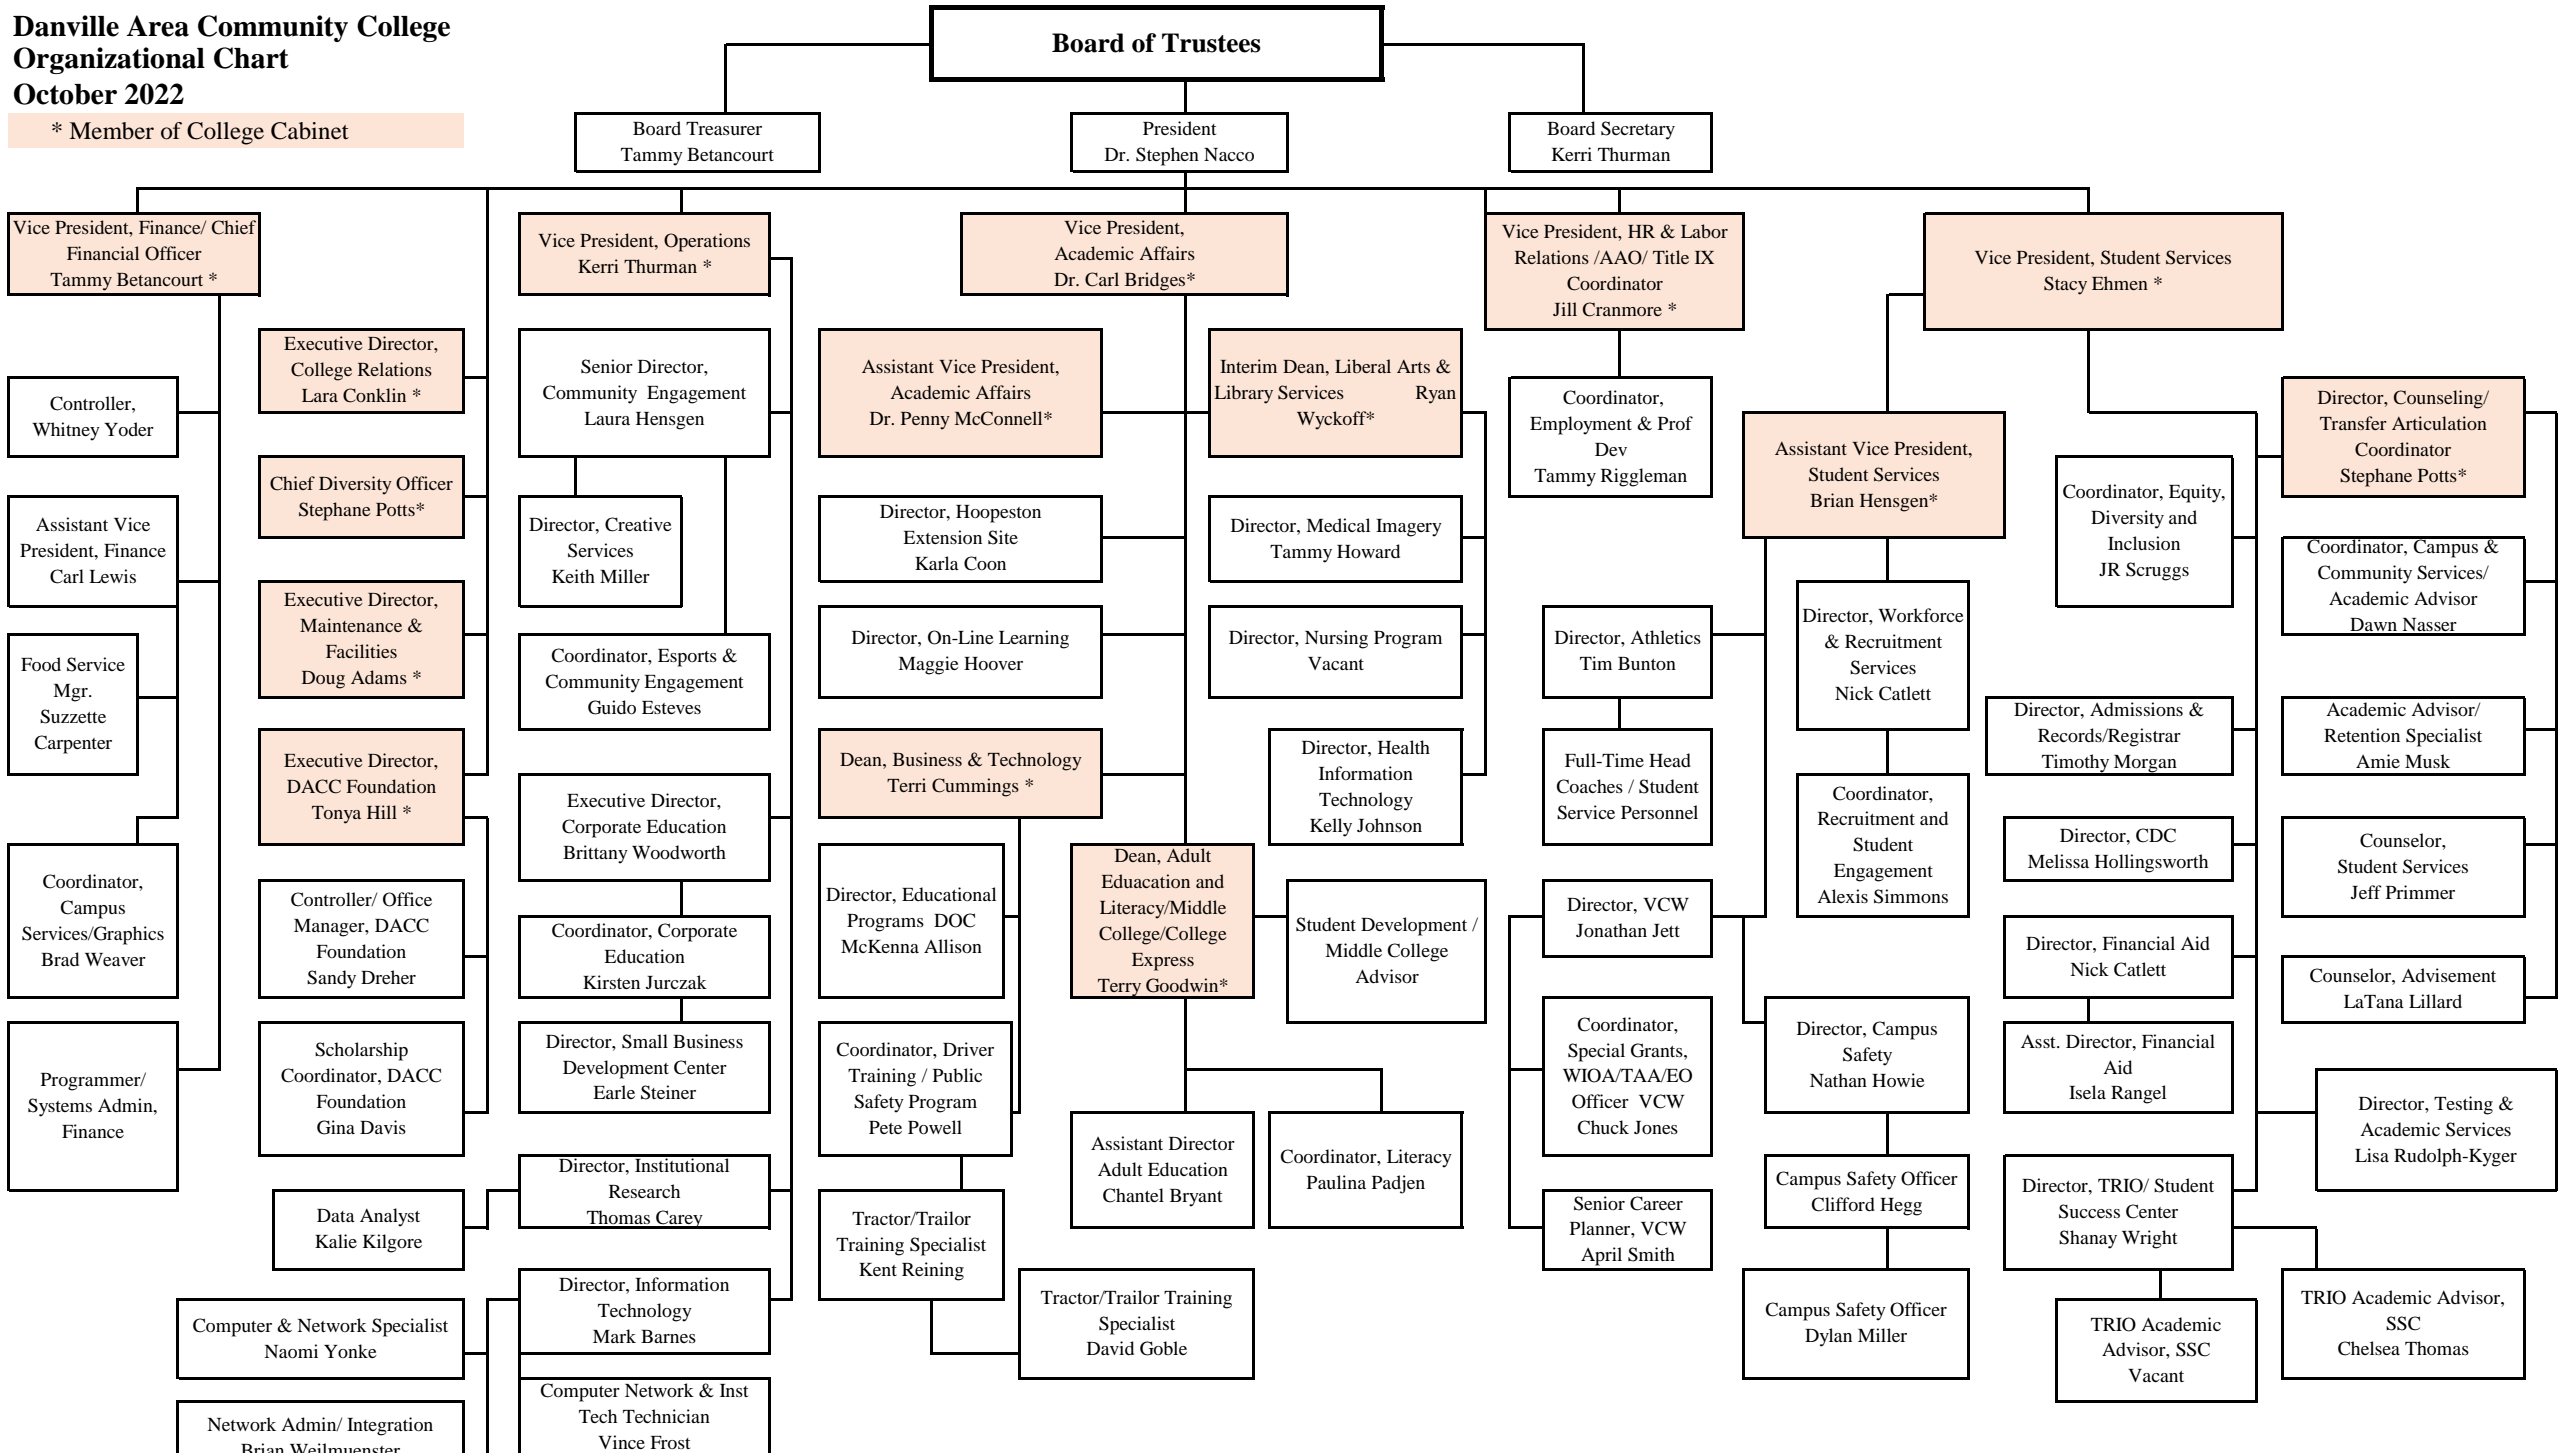 Danville Area Community College
Organizational Chart
October 2022
* Member of College Cabinet
Board of Trustees
Board Treasurer
Tammy Betancourt
President
Dr. Stephen Nacco
Board Secretary
Kerri Thurman
Vice President, Finance/ Chief
Financial Officer
Tammy Betancourt *
Controller,
Whitney Yoder
Assistant Vice
President, Finance
Carl Lewis
Food Service
Mgr.
Suzzette
Carpenter
Coordinator,
Campus
Services/Graphics
Brad Weaver
Programmer/
Systems Admin,
Finance
Executive Director,
College Relations
Lara Conklin *
Chief Diversity Officer
Stephane Potts*
Executive Director,
Maintenance &
Facilities
Doug Adams *
Executive Director,
DACC Foundation
Tonya Hill *
Controller/ Office
Manager, DACC
Foundation
Sandy Dreher
Scholarship
Coordinator, DACC
Foundation
Gina Davis
Data Analyst
Kalie Kilgore
Computer & Network Specialist
Naomi Yonke
Network Admin/ Integration
Brian Weilmuenster
Vice President, Operations
Kerri Thurman *
Senior Director,
Community Engagement
Laura Hensgen
Director, Creative
Services
Keith Miller
Coordinator, Esports &
Community Engagement
Guido Esteves
Executive Director,
Corporate Education
Brittany Woodworth
Coordinator, Corporate
Education
Kirsten Jurczak
Director, Small Business
Development Center
Earle Steiner
Director, Institutional
Research
Thomas Carey
Director, Information
Technology
Mark Barnes
Computer Network & Inst
Tech Technician
Vince Frost
Vice President,
Academic Affairs
Dr. Carl Bridges*
Assistant Vice President,
Academic Affairs
Dr. Penny McConnell*
Director, Hoopeston
Extension Site
Karla Coon
Director, On-Line Learning
Maggie Hoover
Dean, Business & Technology
Terri Cummings *
Director, Educational
Programs DOC
McKenna Allison
Coordinator, Driver
Training / Public
Safety Program
Pete Powell
Tractor/Trailor
Training Specialist
Kent Reining
Tractor/Trailor Training
Specialist
David Goble
Interim Dean, Liberal Arts &
Library Services Ryan
Wyckoff*
Director, Medical Imagery
Tammy Howard
Director, Nursing Program
Vacant
Director, Health
Information
Technology
Kelly Johnson
Dean, Adult
Eduacation and
Literacy/Middle
College/College
Express
Terry Goodwin*
Student Development /
Middle College
Advisor
Assistant Director
Adult Education
Chantel Bryant
Coordinator, Literacy
Paulina Padjen
Vice President, HR & Labor
Relations /AAO/ Title IX
Coordinator
Jill Cranmore *
Coordinator,
Employment & Prof
Dev
Tammy Riggleman
Vice President, Student Services
Stacy Ehmen *
Assistant Vice President,
Student Services
Brian Hensgen*
Director, Athletics
Tim Bunton
Full-Time Head
Coaches / Student
Service Personnel
Director, VCW
Jonathan Jett
Coordinator,
Special Grants,
WIOA/TAA/EO
Officer VCW
Chuck Jones
Senior Career
Planner, VCW
April Smith
Director, Workforce
& Recruitment
Services
Nick Catlett
Coordinator,
Recruitment and
Student
Engagement
Alexis Simmons
Director, Campus
Safety
Nathan Howie
Campus Safety Officer
Clifford Hegg
Campus Safety Officer
Dylan Miller
Coordinator, Equity,
Diversity and
Inclusion
JR Scruggs
Director, Admissions &
Records/Registrar
Timothy Morgan
Director, CDC
Melissa Hollingsworth
Director, Financial Aid
Nick Catlett
Asst. Director, Financial
Aid
Isela Rangel
Director, TRIO/ Student
Success Center
Shanay Wright
TRIO Academic
Advisor, SSC
Vacant
Director, Counseling/
Transfer Articulation
Coordinator
Stephane Potts*
Coordinator, Campus &
Community Services/
Academic Advisor
Dawn Nasser
Academic Advisor/
Retention Specialist
Amie Musk
Counselor,
Student Services
Jeff Primmer
Counselor, Advisement
LaTana Lillard
Director, Testing &
Academic Services
Lisa Rudolph-Kyger
TRIO Academic Advisor,
SSC
Chelsea Thomas